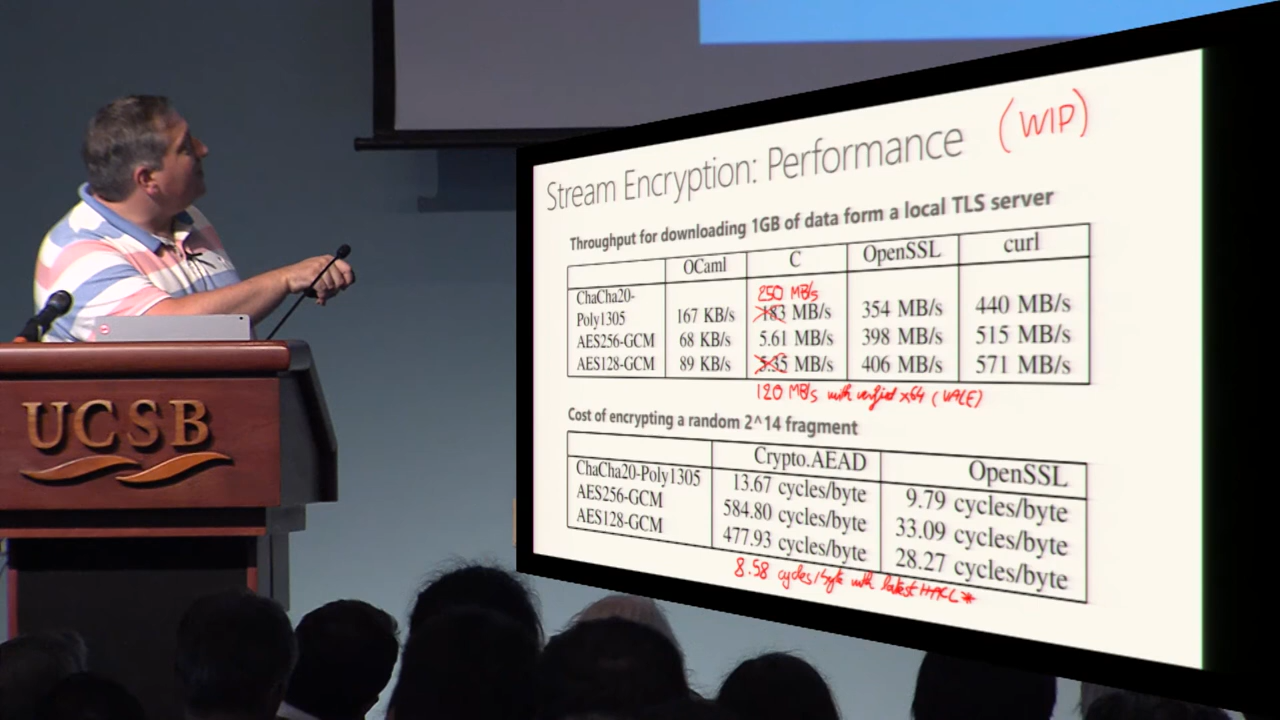 UCSB
Stream Encryption: Performance (WIP)
Throughput for downloading 1GB of data form a local TLS server
OCaml C OpenSSL curl
250 MB/s
ChaCha20-
Poly1305 167 KB/s 183 MB/s 354 MB/s 440 MB/s
AES256-GCM 68 KB/s 5.61 MB/s 398 MB/s 515 MB/s
AES128-GCM 89 KB/s 5.35 MB/s 406 MB/s 571 MB/s
120 MB/s with verified x64 (VALE)
Cost of encrypting a random 2^14 fragment
Crypto.AEAD OpenSSL
ChaCha20-Poly1305 13.67 cycles/byte 9.79 cycles/byte
AES256-GCM 584.80 cycles/byte 33.09 cycles/byte
AES128-GCM 477.93 cycles/byte 28.27 cycles/byte
8.58 cycles/byte with latest HACL*